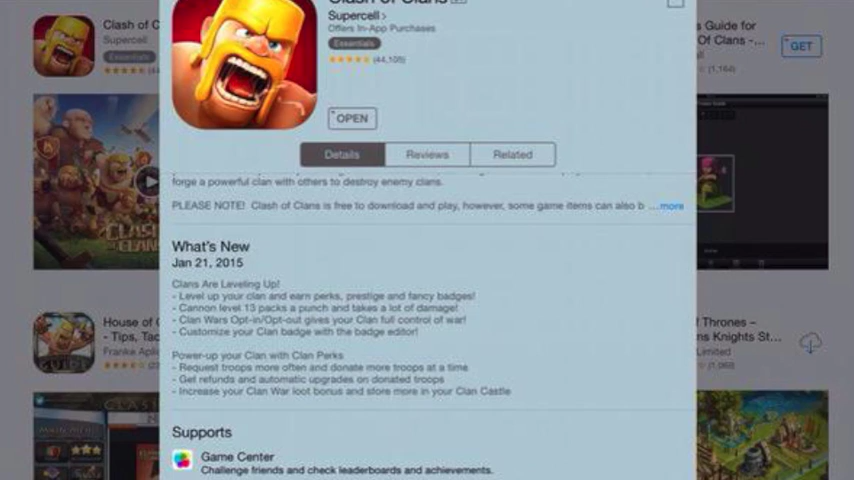 Clash of Clans
Supercell >
Offers In-App Purchases
Essentials
(44,105)
OPEN
Details
Reviews
Related
forge a powerful clan with others to destroy enemy clans.
PLEASE NOTE! Clash of Clans is free to download and play, however, some game items can also b ...more
What's New
Jan 21, 2015
Clans Are Leveling Up!
- Level up your clan and earn perks, prestige and fancy badges!
- Cannon level 13 packs a punch and takes a lot of damage!
- Clan Wars Opt-in/Opt-out gives your Clan full control of war!
- Customize your Clan badge with the badge editor!
Power-up your Clan with Clan Perks
- Request troops more often and donate more troops at a time
- Get refunds and automatic upgrades on donated troops
- Increase your Clan War loot bonus and store more in your Clan Castle
Supports
Game Center
Challenge friends and check leaderboards and achievements.
Clash of C
Supercell
Essentials
CLASH
OF CLANS
House of
- Tips, Tac
Franke Apli
GUIDE
s Guide for
Of Clans -...
GET
f Thrones –
ns Knights St...
Limited